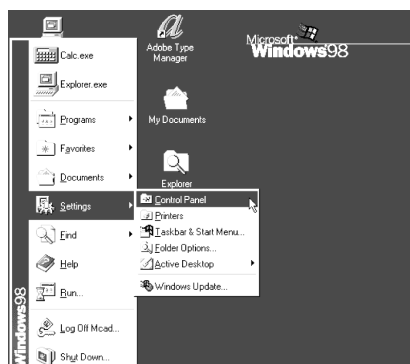 Adobe Type
Manager
Microsoft
Windows98
My Documents
Explorer
Calc.exe
Explorer.exe
Programs
Favorites
Documents
Settings
Find
Help
Run...
Log Off Mcad...
Shut Down...
Control Panel
Printers
Taskbar & Start Menu...
Folder Options...
Active Desktop
Windows Update...
Windows98